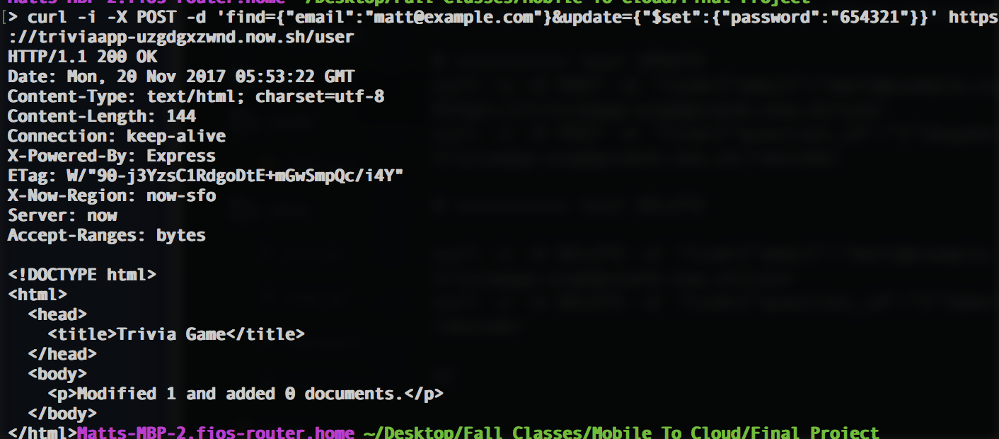 Matts-MBP-2.fios-router.home ~/Desktop/Fall Classes/Mobile To Cloud/Final Project
[> curl -i -X POST -d 'find={"email":"matt@example.com"}&update={"$set":{"password":"654321"}}' https
://triviaapp-uzgdgxzwnd.now.sh/user
HTTP/1.1 200 OK
Date: Mon, 20 Nov 2017 05:53:22 GMT
Content-Type: text/html; charset=utf-8
Content-Length: 144
Connection: keep-alive
X-Powered-By: Express
ETag: W/"90-j3YzsC1RdgoDtE+mGwSmpQc/i4Y"
X-Now-Region: now-sfo
Server: now
Accept-Ranges: bytes

<!DOCTYPE html>
<html>
  <head>
    <title>Trivia Game</title>
  </head>
  <body>
    <p>Modified 1 and added 0 documents.</p>
  </body>
</html>Matts-MBP-2.fios-router.home ~/Desktop/Fall Classes/Mobile To Cloud/Final Project